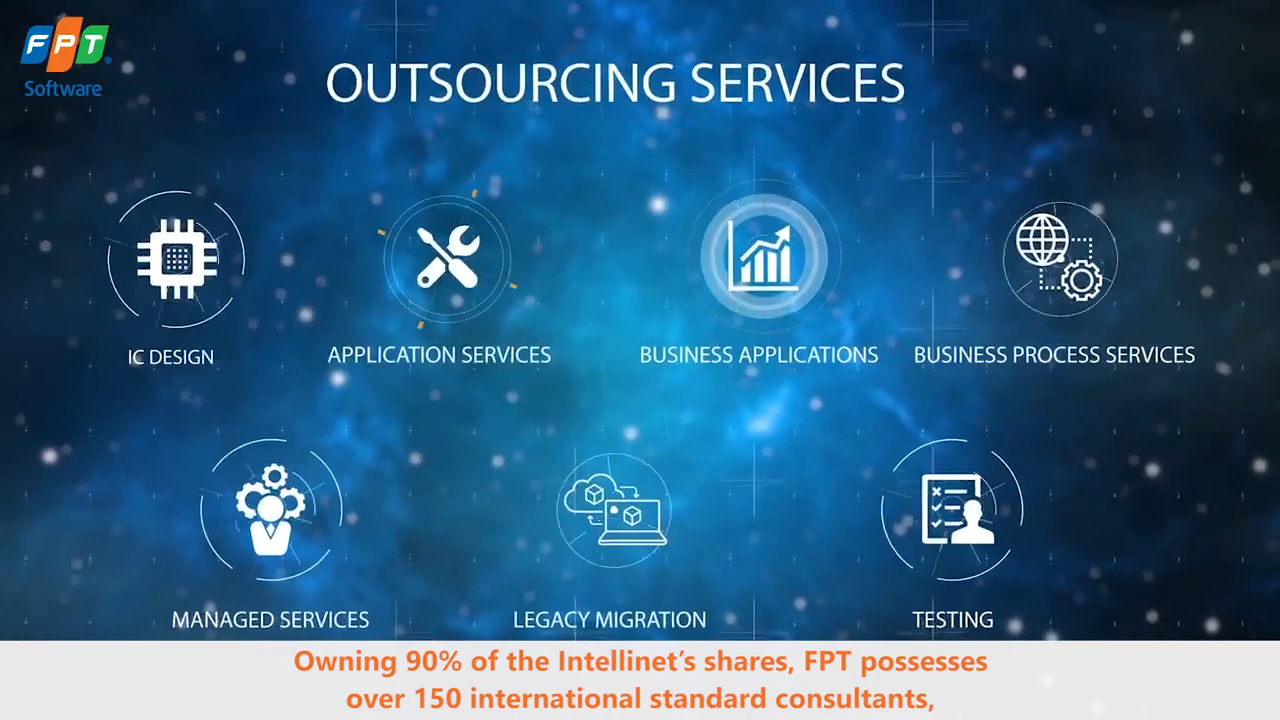 FPT
Software
OUTSOURCING SERVICES
IC DESIGN
APPLICATION SERVICES
BUSINESS APPLICATIONS
BUSINESS PROCESS SERVICES
MANAGED SERVICES
LEGACY MIGRATION
TESTING
Owning 90% of the Intellinet’s shares, FPT possesses
over 150 international standard consultants,